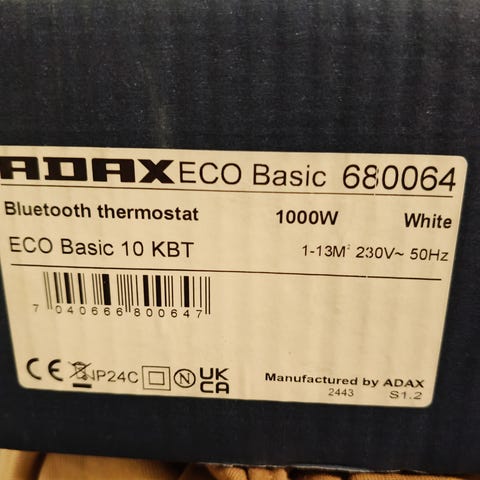 ADAX ECO Basic 680064
Bluetooth thermostat 1000W White
ECO Basic 10 KBT 1-13M² 230V~ 50Hz
7 040666 800647
CE IP24C N UK CA
Manufactured by ADAX
2443 S1.2